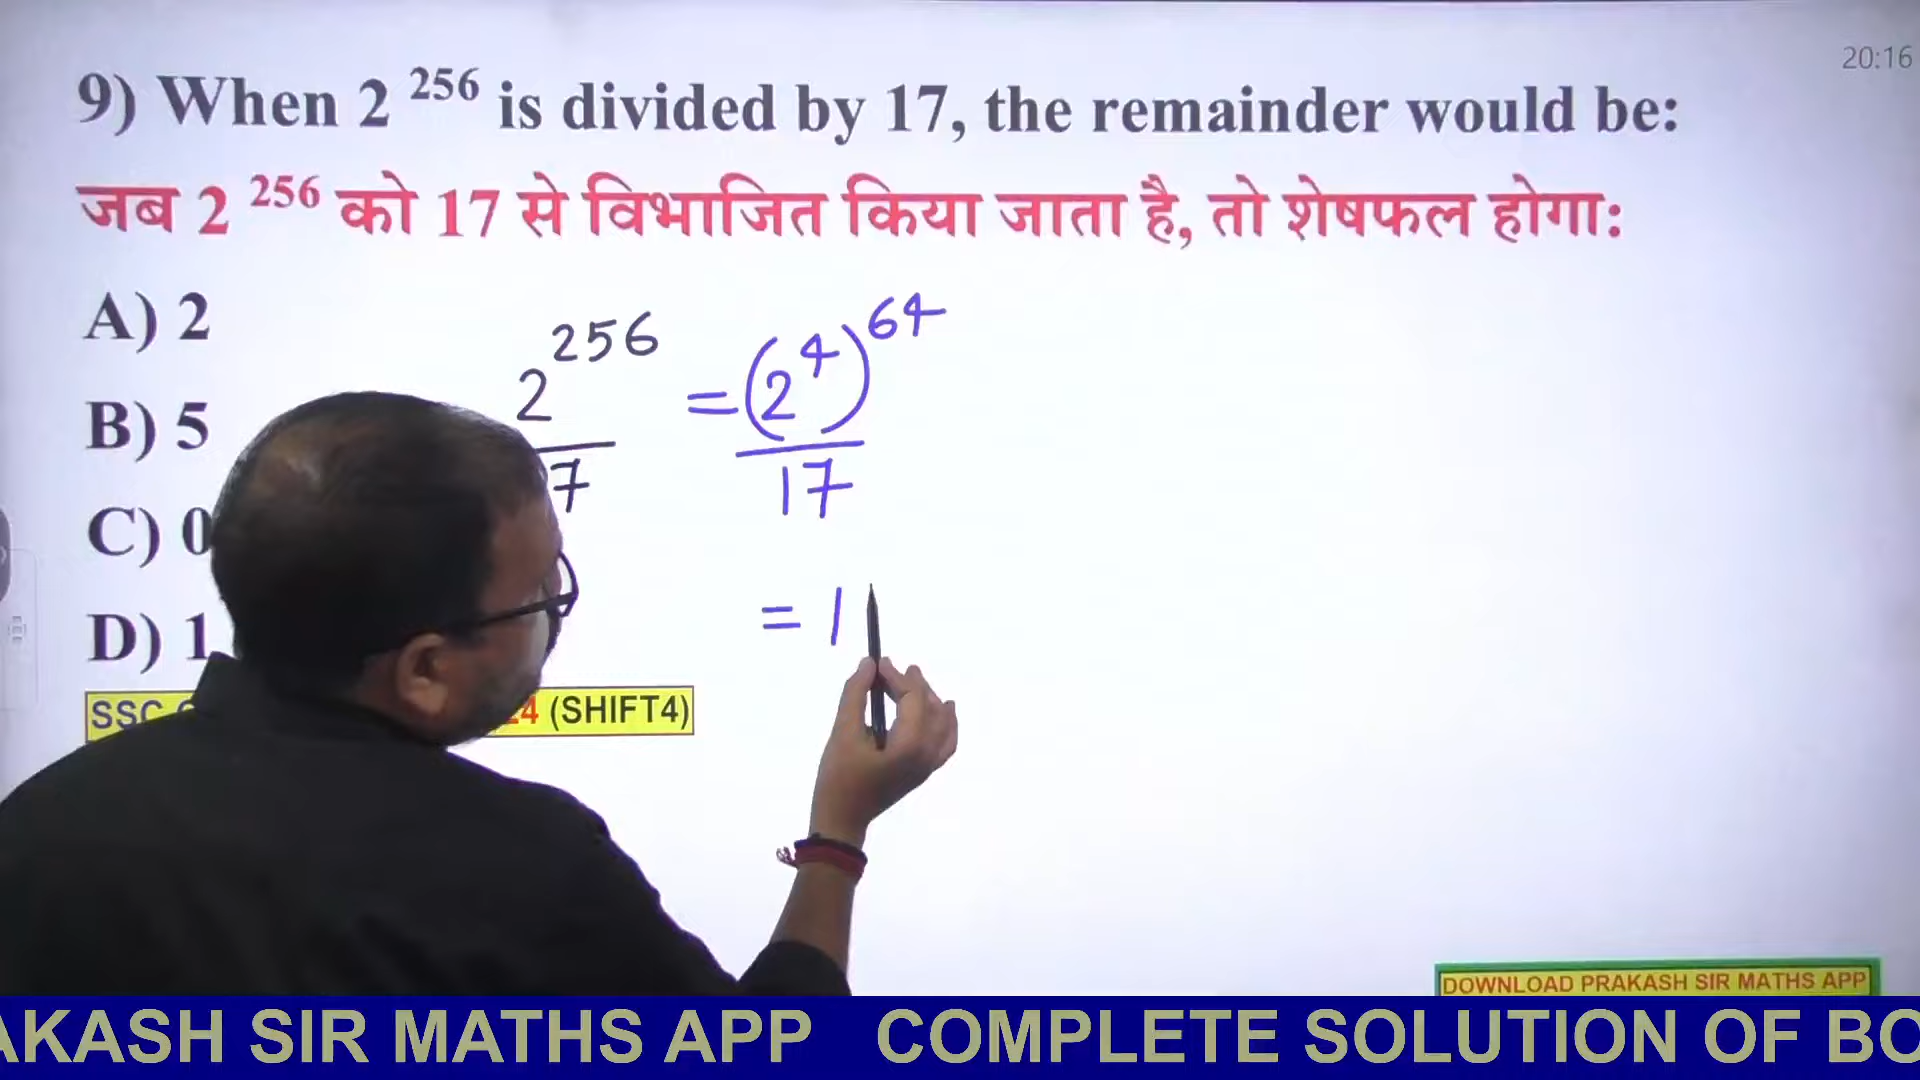 20:16
9) When 2 256 is divided by 17, the remainder would be:
जब 2 256 को 17 से विभाजित किया जाता है, तो शेषफल होगा:
A) 2
B) 5
C) 0
D) 1
2 256 = (2 4) 64
7 17
= 1
SSC 24 (SHIFT4)
DOWNLOAD PRAKASH SIR MATHS APP
AKASH SIR MATHS APP COMPLETE SOLUTION OF BO